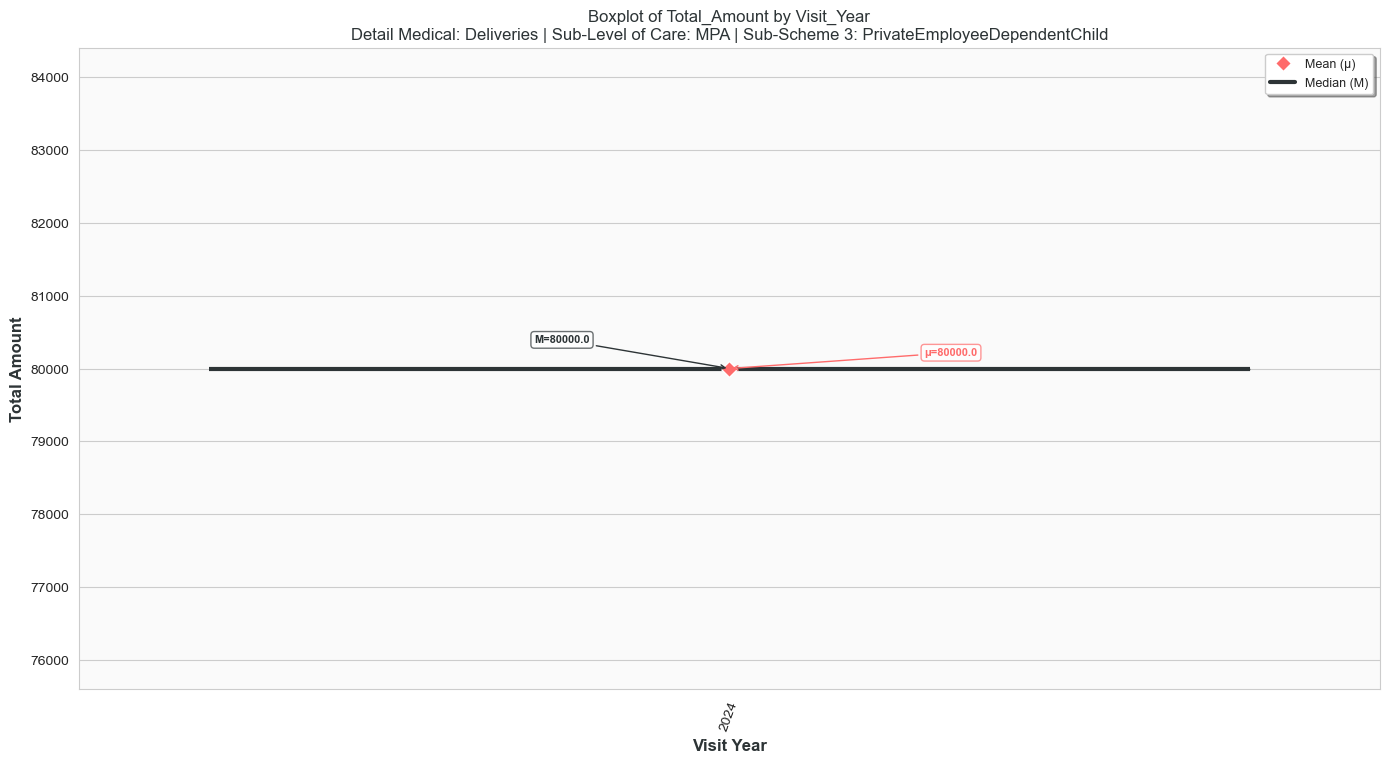 Boxplot of Total_Amount by Visit_Year
Detail Medical: Deliveries | Sub-Level of Care: MPA | Sub-Scheme 3: PrivateEmployeeDependentChild
Mean (μ)
Median (M)
84000
83000
82000
81000
80000
79000
78000
77000
76000
Total Amount
M=80000.0
μ=80000.0
2024
Visit Year